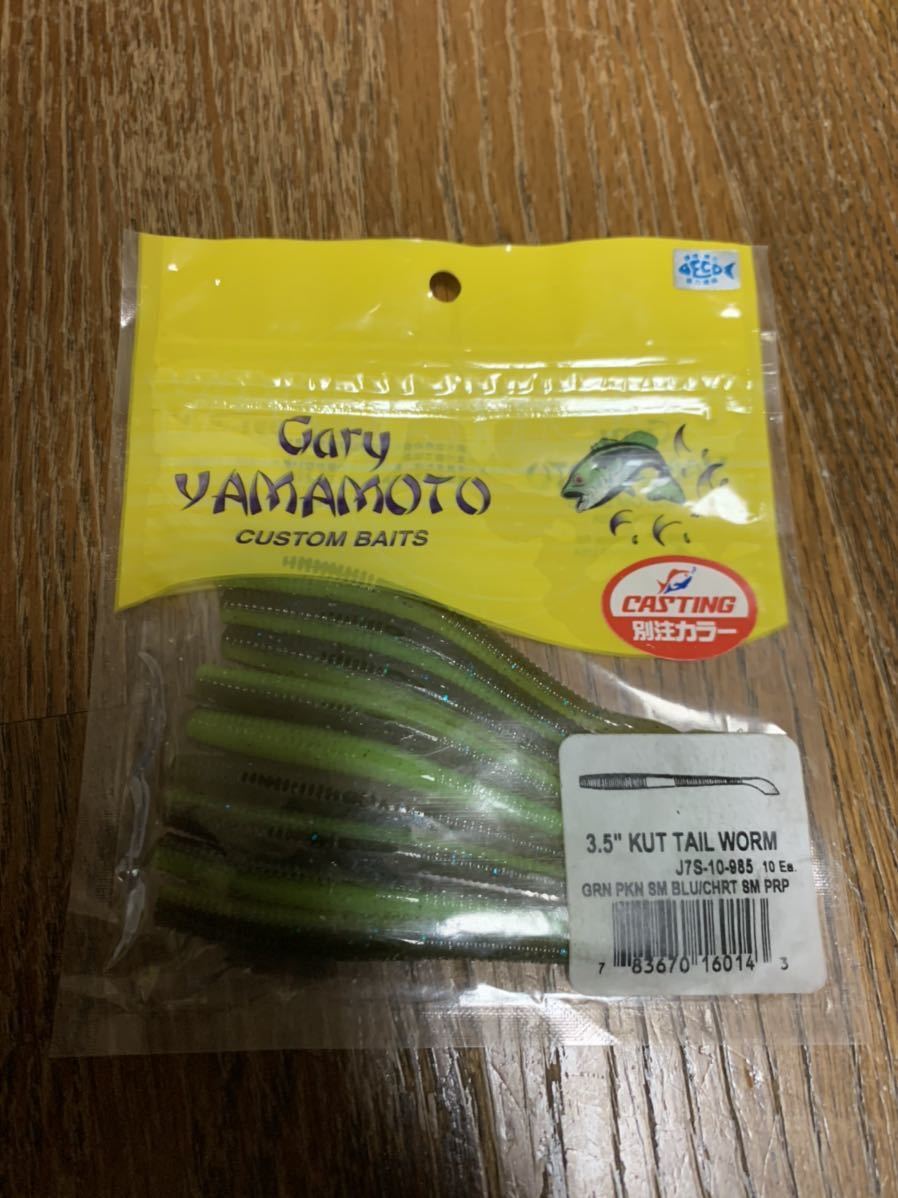 ECO
Gary
YAMAMOTO
CUSTOM BAITS
CASTING
別注カラー
3.5" KUT TAIL WORM
J7S-10-985 10 Ea.
GRN PKN SM BLU/CHRT SM PRP
7 83670 16014 3